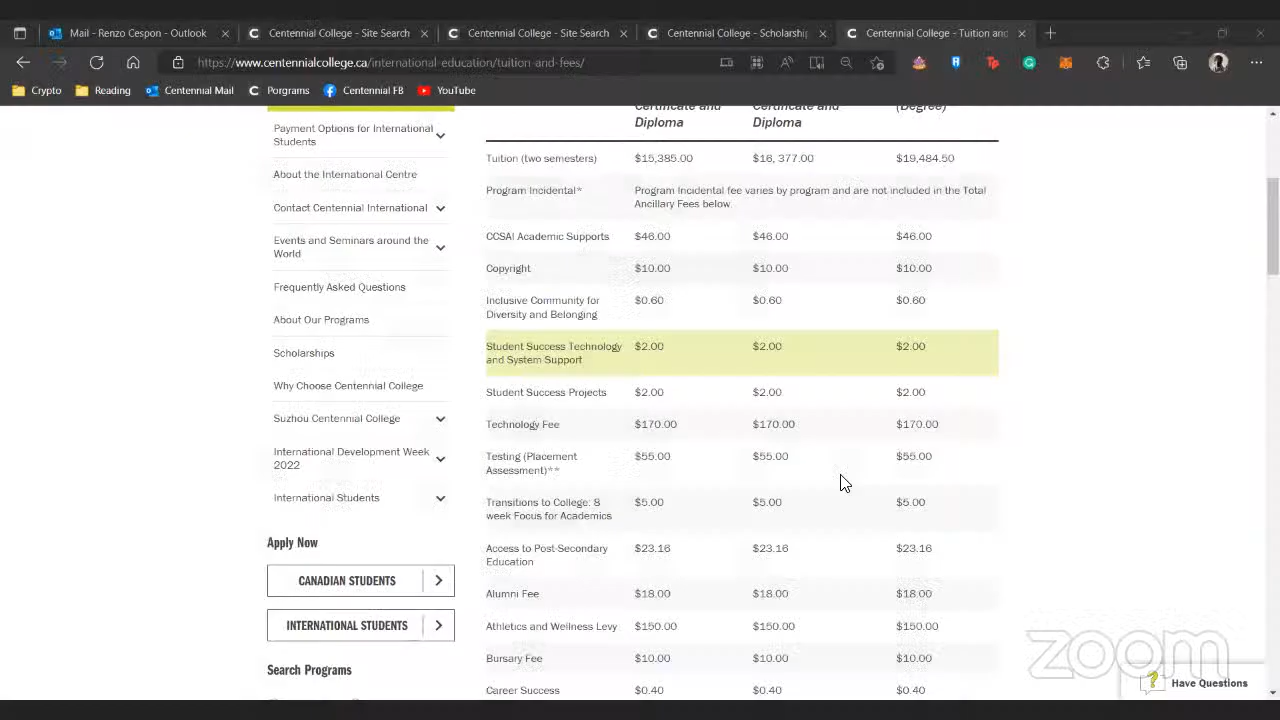 Mail - Renzo Cespon - Outlook
Centennial College - Site Search
Centennial College - Site Search
Centennial College - Scholarship
Centennial College - Tuition and
https://www.centennialcollege.ca/international-education/tuition-and-fees/
Crypto
Reading
Centennial Mail
Porgrams
Centennial FB
YouTube
Payment Options for International
Students
About the International Centre
Contact Centennial International
Events and Seminars around the
World
Frequently Asked Questions
About Our Programs
Scholarships
Why Choose Centennial College
Suzhou Centennial College
International Development Week
2022
International Students
Apply Now
CANADIAN STUDENTS
INTERNATIONAL STUDENTS
Search Programs
Certificate and Certificate and (Degree)
Diploma Diploma
Tuition (two semesters) $15,385.00 $16, 377.00 $19,484.50
Program Incidental* Program Incidental fee varies by program and are not included in the Total
Ancillary Fees below.
CCSAI Academic Supports $46.00 $46.00 $46.00
Copyright $10.00 $10.00 $10.00
Inclusive Community for $0.60 $0.60 $0.60
Diversity and Belonging
Student Success Technology $2.00 $2.00 $2.00
and System Support
Student Success Projects $2.00 $2.00 $2.00
Technology Fee $170.00 $170.00 $170.00
Testing (Placement $55.00 $55.00 $55.00
Assessment)**
Transitions to College: 8 $5.00 $5.00 $5.00
week Focus for Academics
Access to Post-Secondary $23.16 $23.16 $23.16
Education
Alumni Fee $18.00 $18.00 $18.00
Athletics and Wellness Levy $150.00 $150.00 $150.00
Bursary Fee $10.00 $10.00 $10.00
Career Success $0.40 $0.40 $0.40
zoom
Have Questions